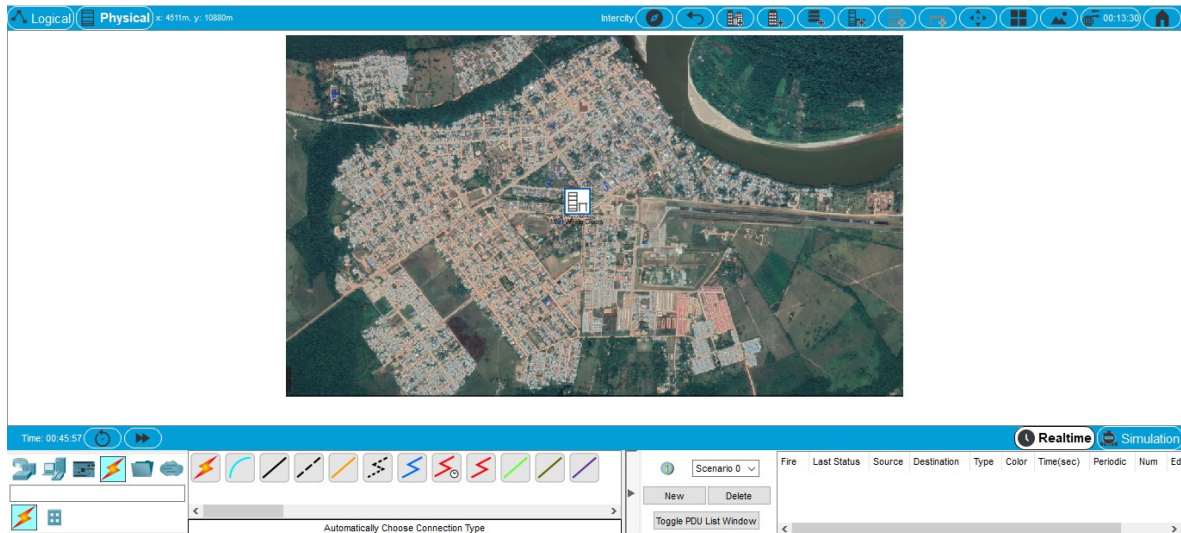 Logical Physical x: 4511m, y: 10880m Intercity 00:13:30
Time: 00:45:57 Realtime Simulation
Scenario 0 Fire Last Status Source Destination Type Color Time(sec) Periodic Num Ed
New Delete
Toggle PDU List Window
Automatically Choose Connection Type